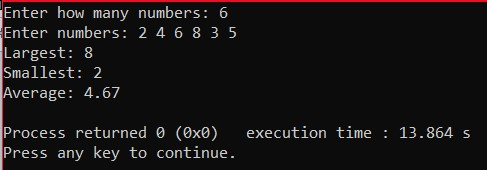 Enter how many numbers: 6
Enter numbers: 2 4 6 8 3 5
Largest: 8
Smallest: 2
Average: 4.67
Process returned 0 (0x0)   execution time : 13.864 s
Press any key to continue.